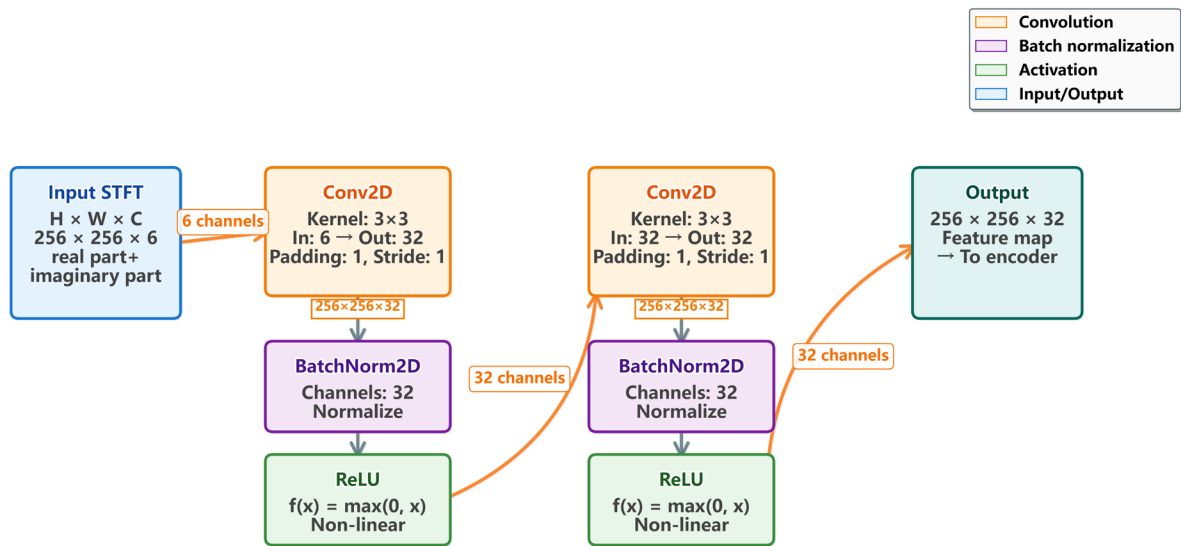 Convolution
Batch normalization
Activation
Input/Output
Input STFT
H × W × C
256 × 256 × 6
real part+
imaginary part
6 channels
Conv2D
Kernel: 3×3
In: 6 → Out: 32
Padding: 1, Stride: 1
256×256×32
BatchNorm2D
Channels: 32
Normalize
ReLU
f(x) = max(0, x)
Non-linear
32 channels
Conv2D
Kernel: 3×3
In: 32 → Out: 32
Padding: 1, Stride: 1
256×256×32
BatchNorm2D
Channels: 32
Normalize
ReLU
f(x) = max(0, x)
Non-linear
32 channels
Output
256 × 256 × 32
Feature map
→ To encoder